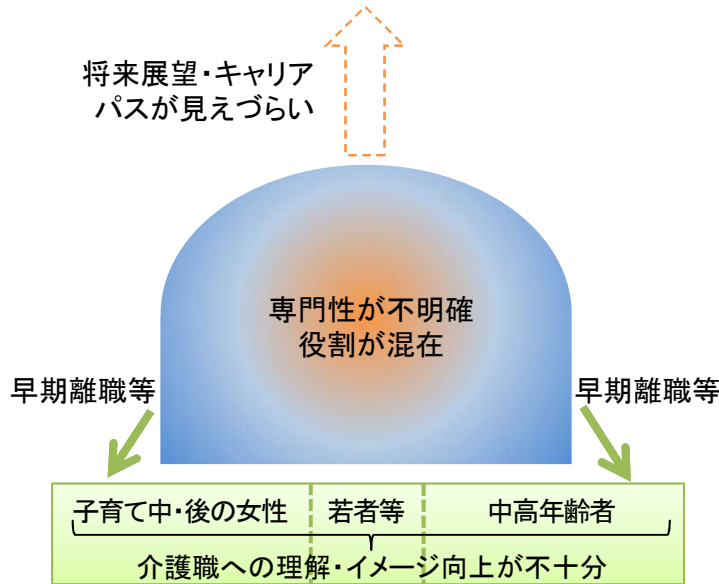 将来展望・キャリア
パスが見えづらい
専門性が不明確
役割が混在
早期離職等
早期離職等
子育て中・後の女性
若者等
中高年齢者
介護職への理解・イメージ向上が不十分